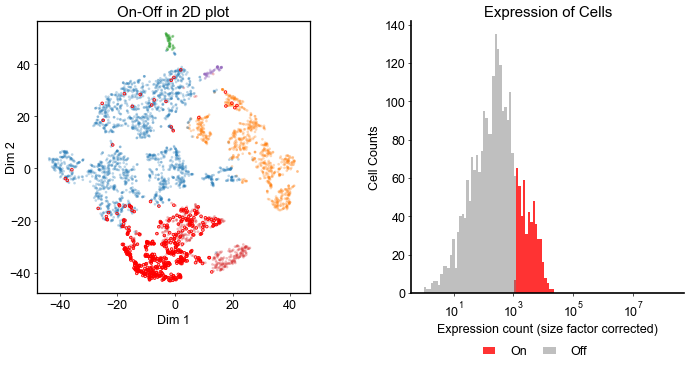 On-Off in 2D plot
40
20
0
−20
−40
Dim 2
−40 −20 0 20 40
Dim 1
Expression of Cells
140
120
100
80
60
40
20
0
Cell Counts
10^1 10^3 10^5 10^7
Expression count (size factor corrected)
On Off